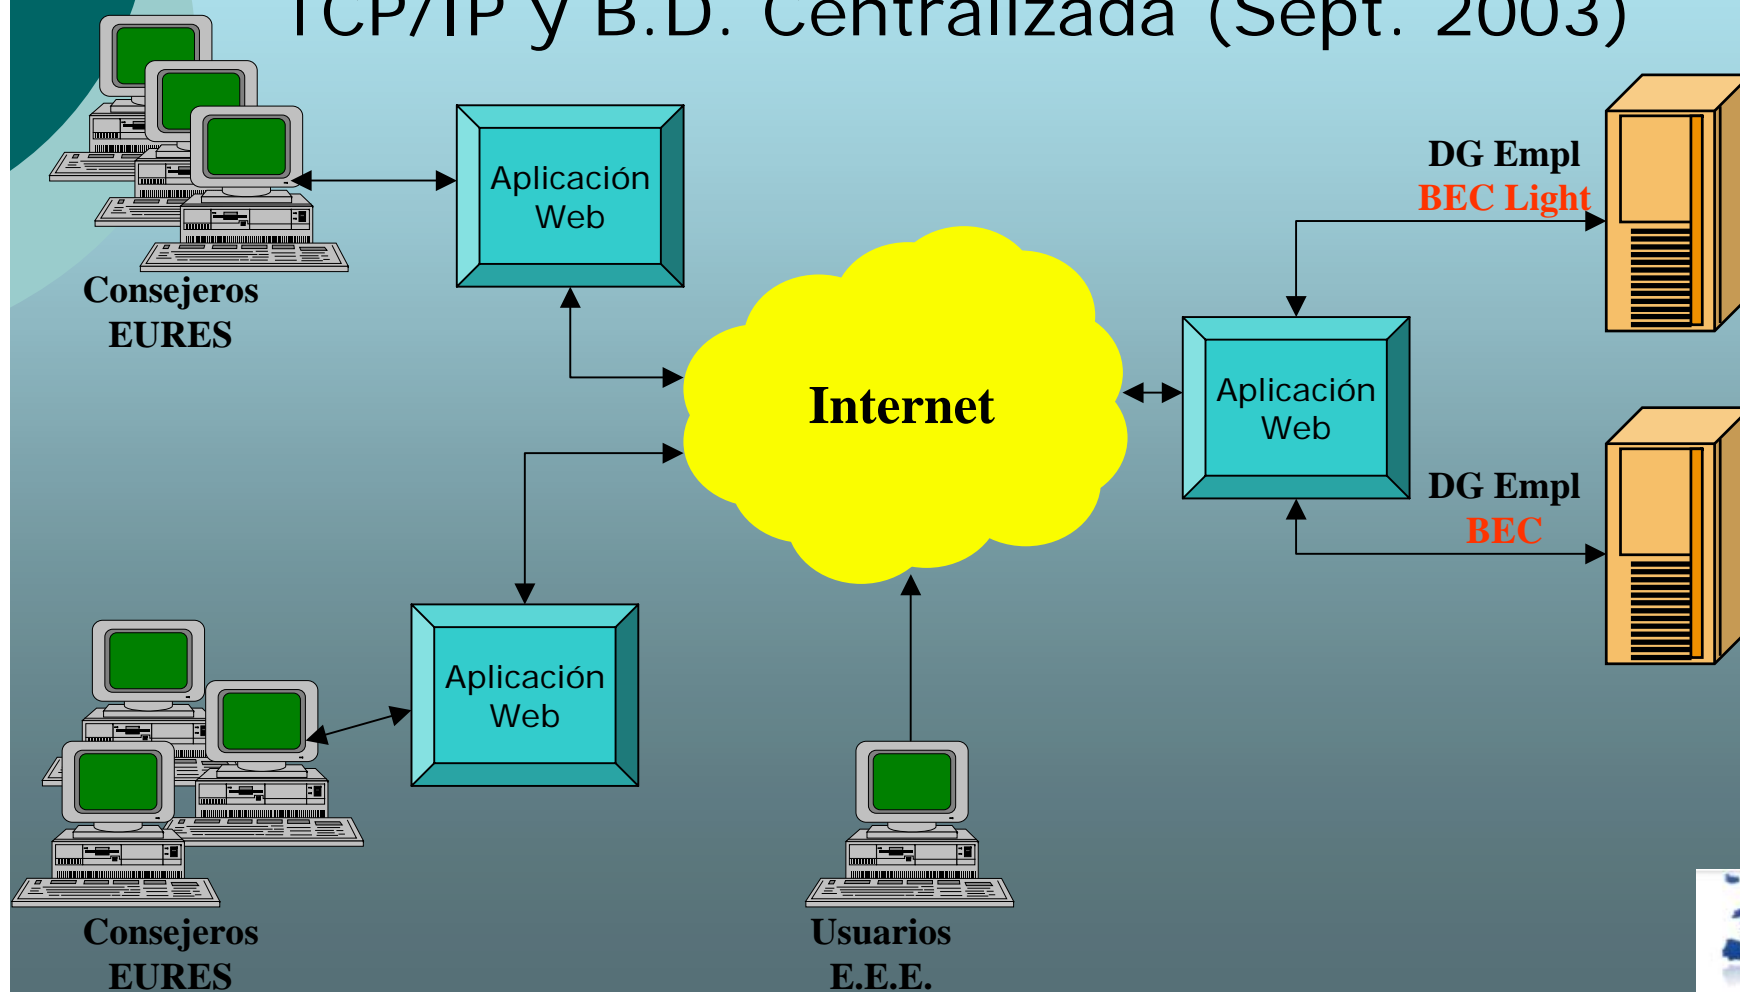 TCP/IP y B.D. Centralizada (Sept. 2003)
Aplicación
Web
DG Empl
BEC Light
Consejeros
EURES
Internet
Aplicación
Web
DG Empl
BEC
Aplicación
Web
Consejeros
EURES
Usuarios
E.E.E.